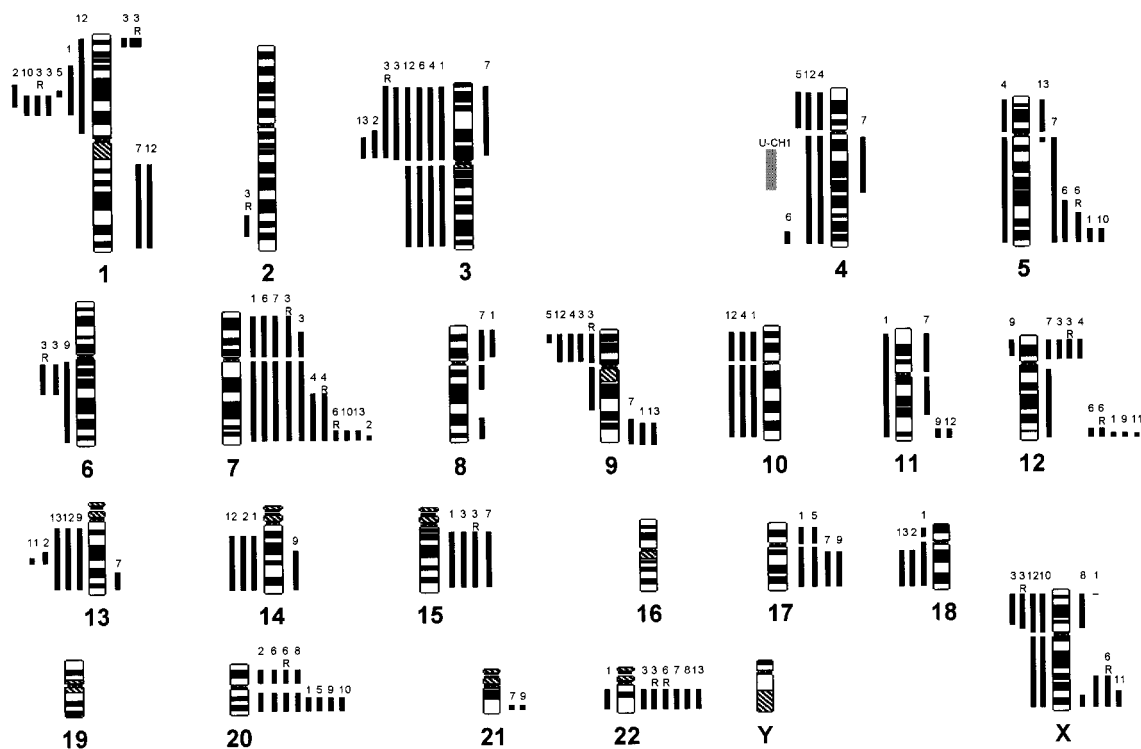 12 3 3
R
1
2 10 3 3 5
R
7 12
1
3
R
2
3 3 12 6 4 1 7
R
13 2
3
5 12 4
7
U-CH1
6
4
4 13
7
6 6 1 10
R
5
3 3 9
R
6
1 6 7 3 3
R
4 4
R
6 10 13 2
R
7
7 1
8
5 12 4 3 3
R
7 1 13
9
12 4 1
10
1 7
9 12
11
9 7 3 3 4
R
6 6 1 9 11
R
12
13 12 9
11 2
7
13
12 2 1
9
14
1 3 3 7
R
15
16
1 5
7 9
17
1
13 2
18
3 3 12 10 8 1
R
6
R
11
X
19
2 6 6 8
R
1 5 9 10
20
7 9
21
1 3 3 6 6 7 8 13
R R
22
Y